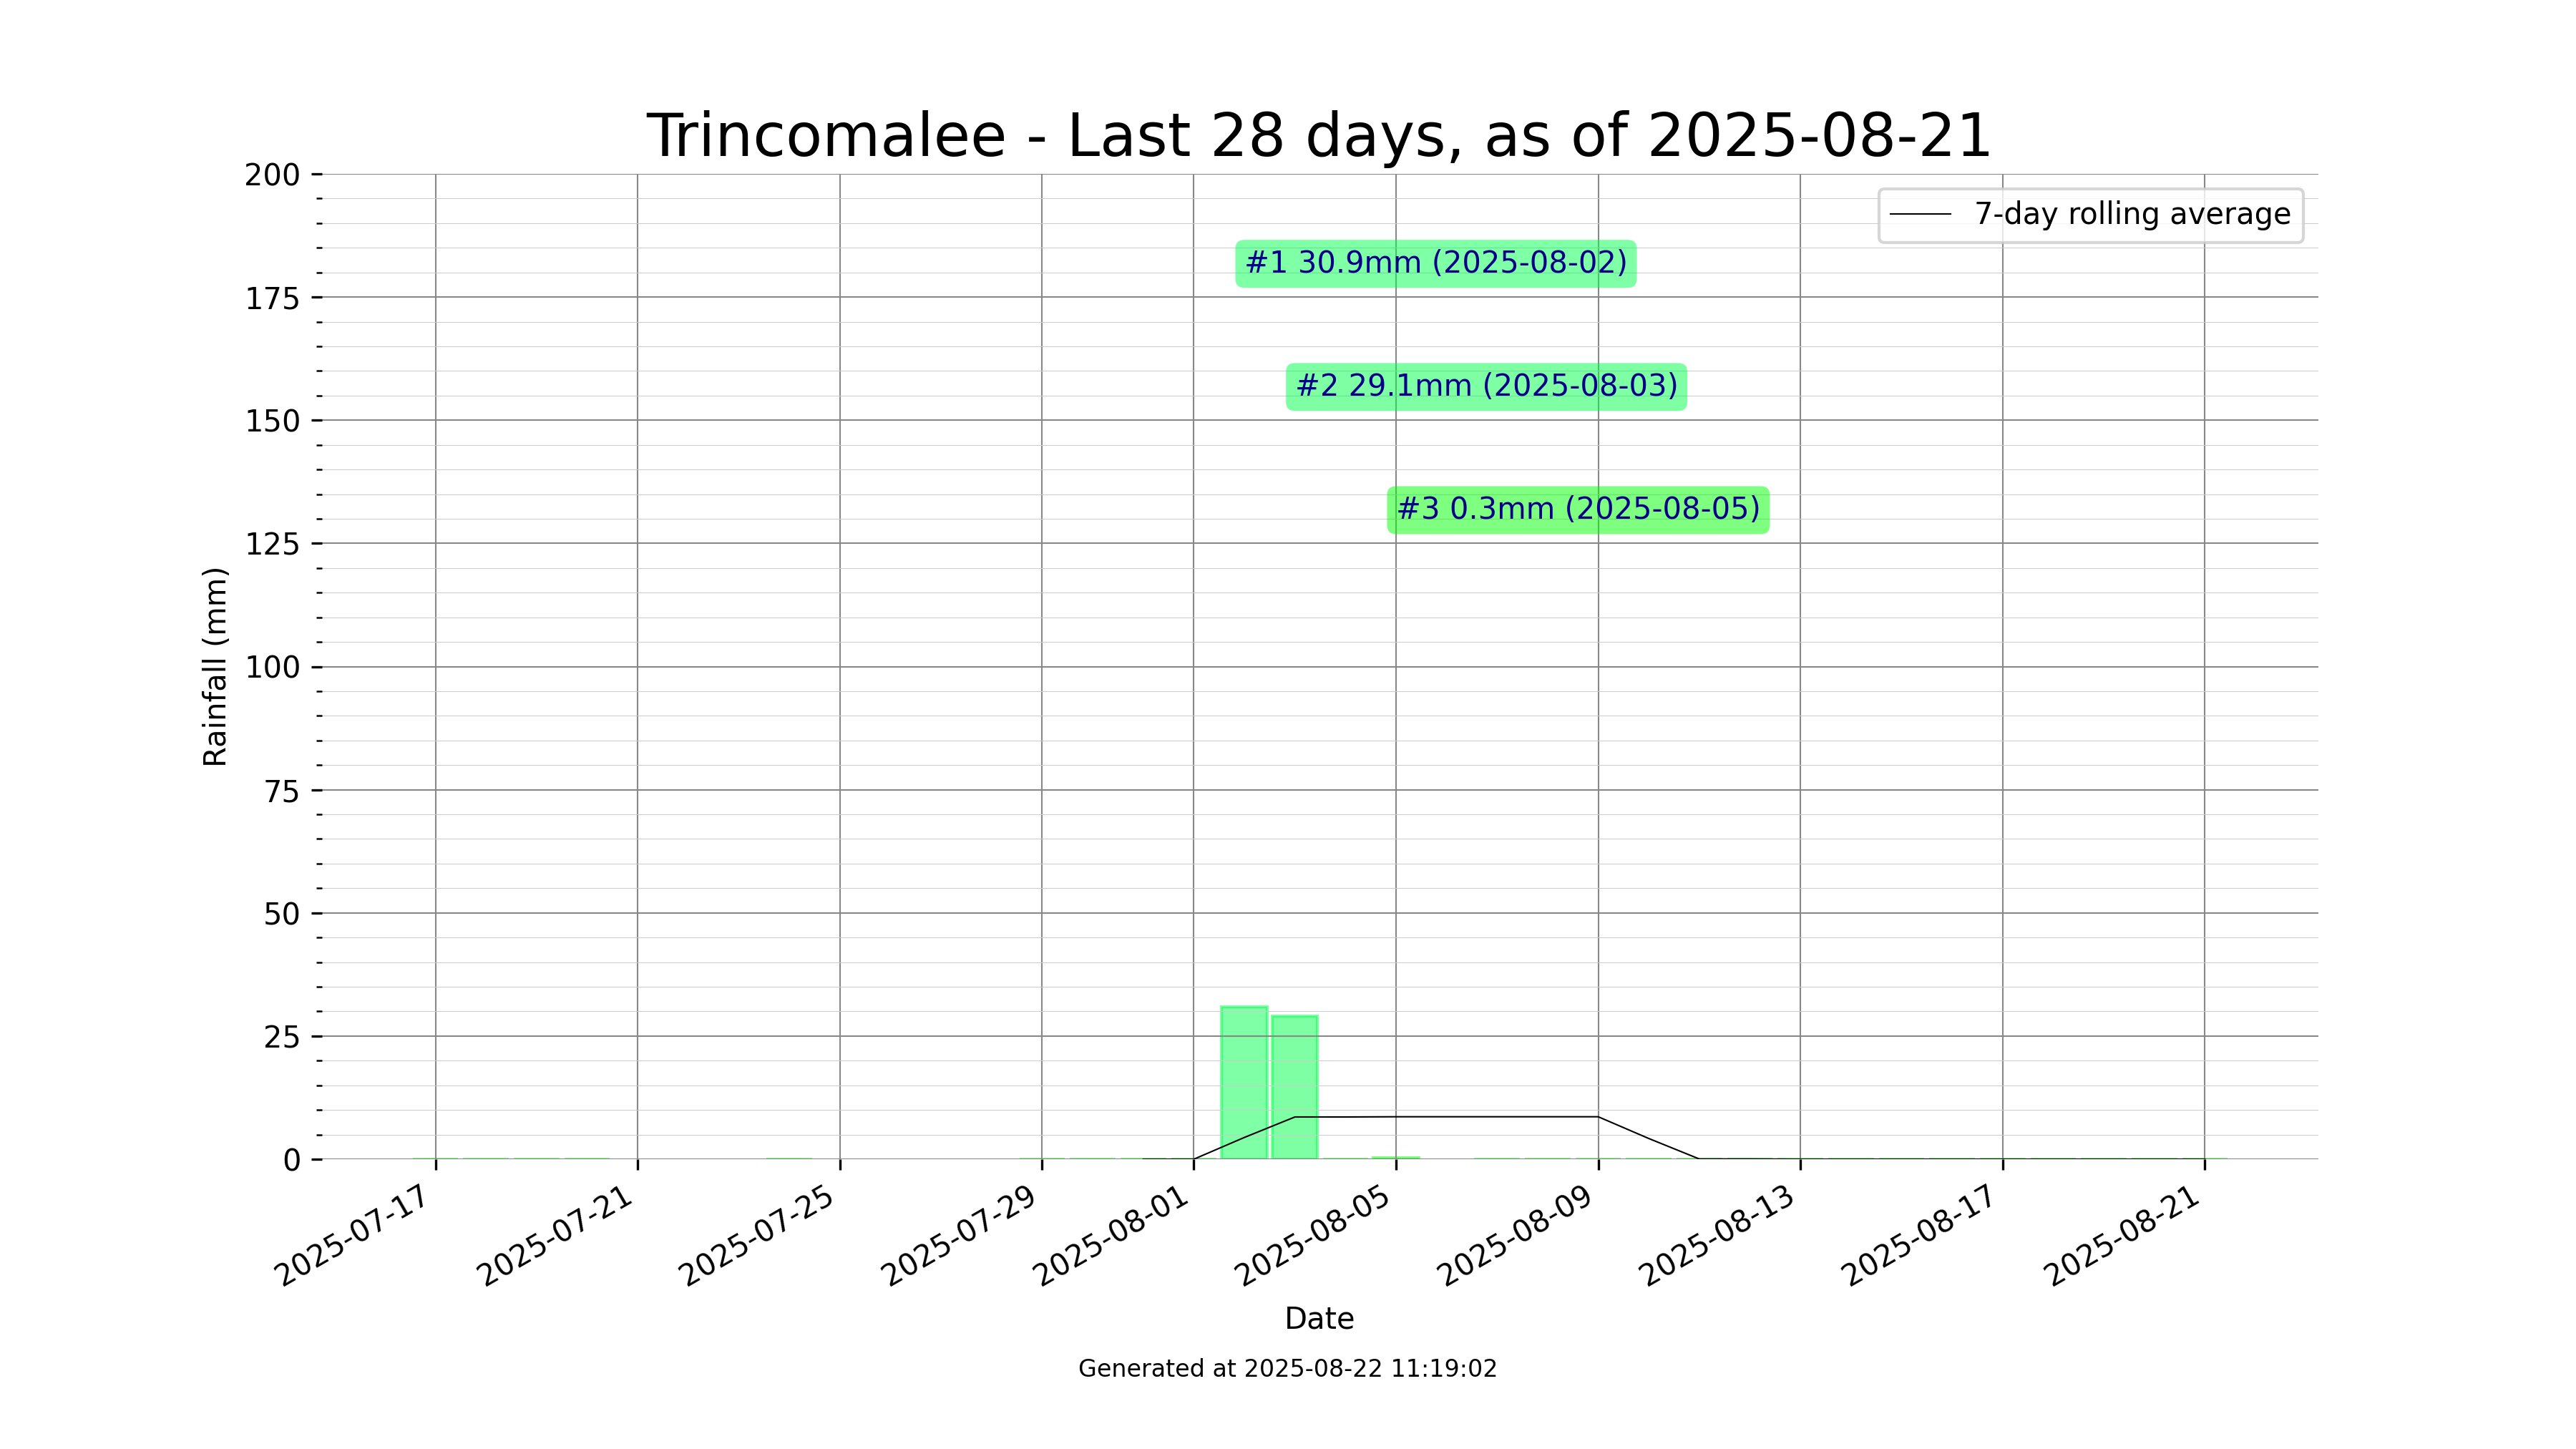 Trincomalee - Last 28 days, as of 2025-08-21
7-day rolling average
#1 30.9mm (2025-08-02)
#2 29.1mm (2025-08-03)
#3 0.3mm (2025-08-05)
Rainfall (mm)
200
175
150
125
100
75
50
25
0
2025-07-17
2025-07-21
2025-07-25
2025-07-29
2025-08-01
2025-08-05
2025-08-09
2025-08-13
2025-08-17
2025-08-21
Date
Generated at 2025-08-22 11:19:02